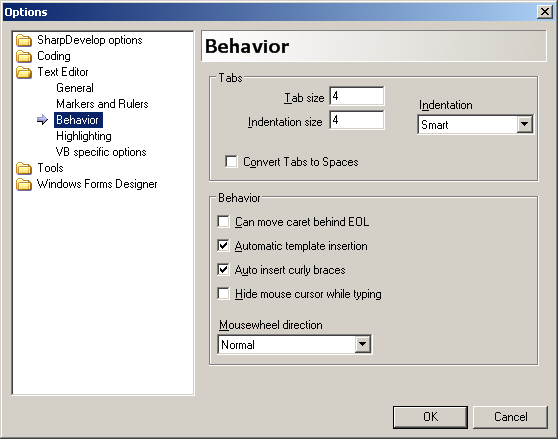 Options
SharpDevelop options
Coding
Text Editor
General
Markers and Rulers
Behavior
Highlighting
VB specific options
Tools
Windows Forms Designer
Behavior
Tabs
Tab size 4
Indentation size 4
Indentation
Smart
Convert Tabs to Spaces
Behavior
Can move caret behind EOL
Automatic template insertion
Auto insert curly braces
Hide mouse cursor while typing
Mousewheel direction
Normal
OK Cancel